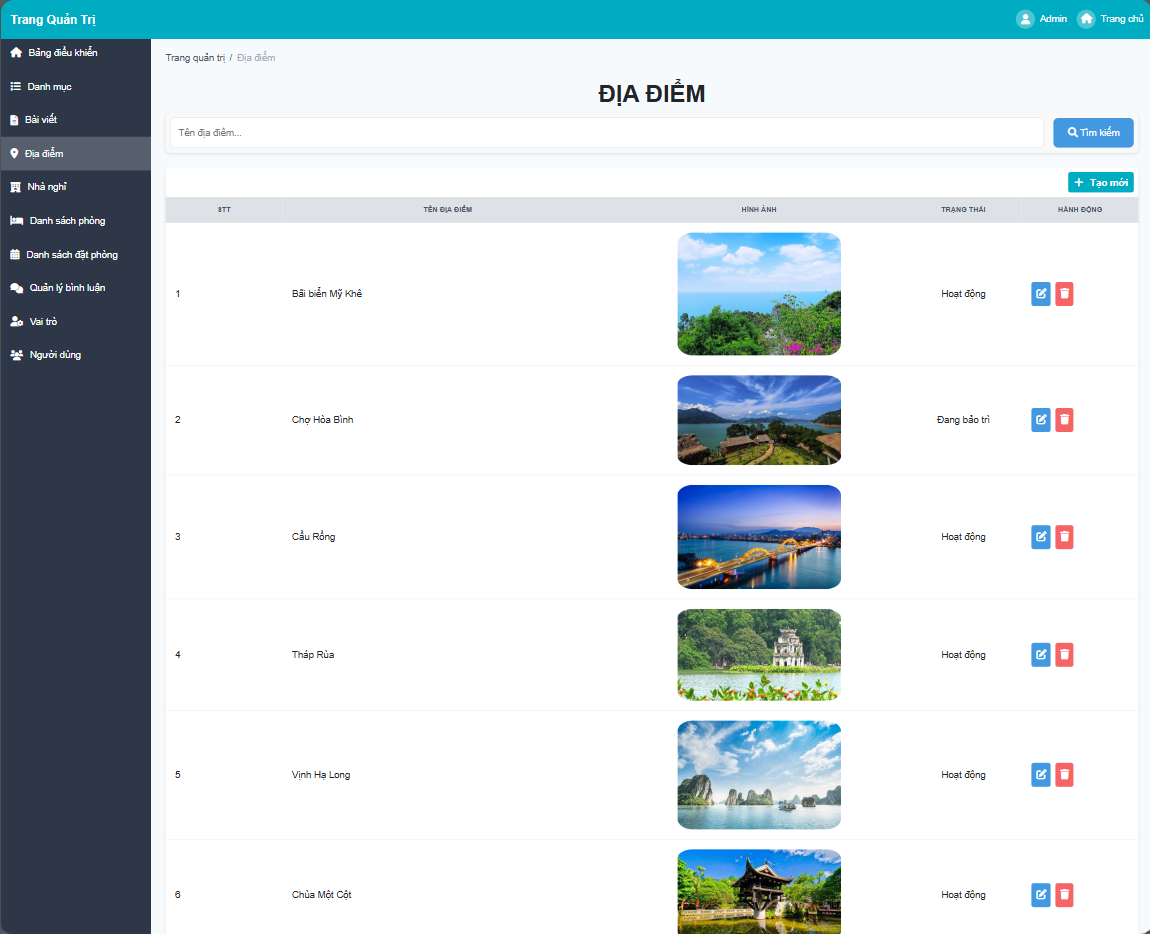 Trang Quản Trị
Admin
Trang chủ
Bảng điều khiển
Danh mục
Bài viết
Địa điểm
Nhà nghỉ
Danh sách phòng
Danh sách đặt phòng
Quản lý bình luận
Vai trò
Người dùng
Trang quản trị / Địa điểm
ĐỊA ĐIỂM
Tên địa điểm...
Tìm kiếm
+ Tạo mới
STT TÊN ĐỊA ĐIỂM HÌNH ẢNH TRẠNG THÁI HÀNH ĐỘNG
1 Bãi biển Mỹ Khê Hoạt động
2 Chợ Hòa Bình Đang bảo trì
3 Cầu Rồng Hoạt động
4 Tháp Rùa Hoạt động
5 Vịnh Hạ Long Hoạt động
6 Chùa Một Cột Hoạt động